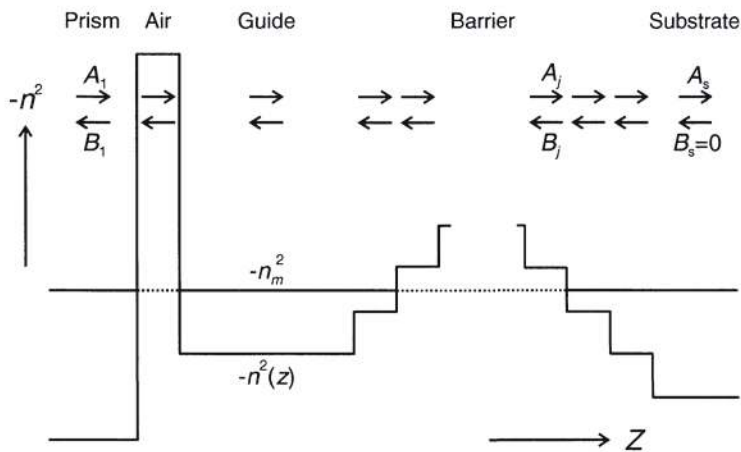 Prism Air Guide Barrier Substrate
-n² A₁ Aⱼ Aₛ
B₁ Bⱼ Bₛ=0
-nₘ²
-n²(z)
Z